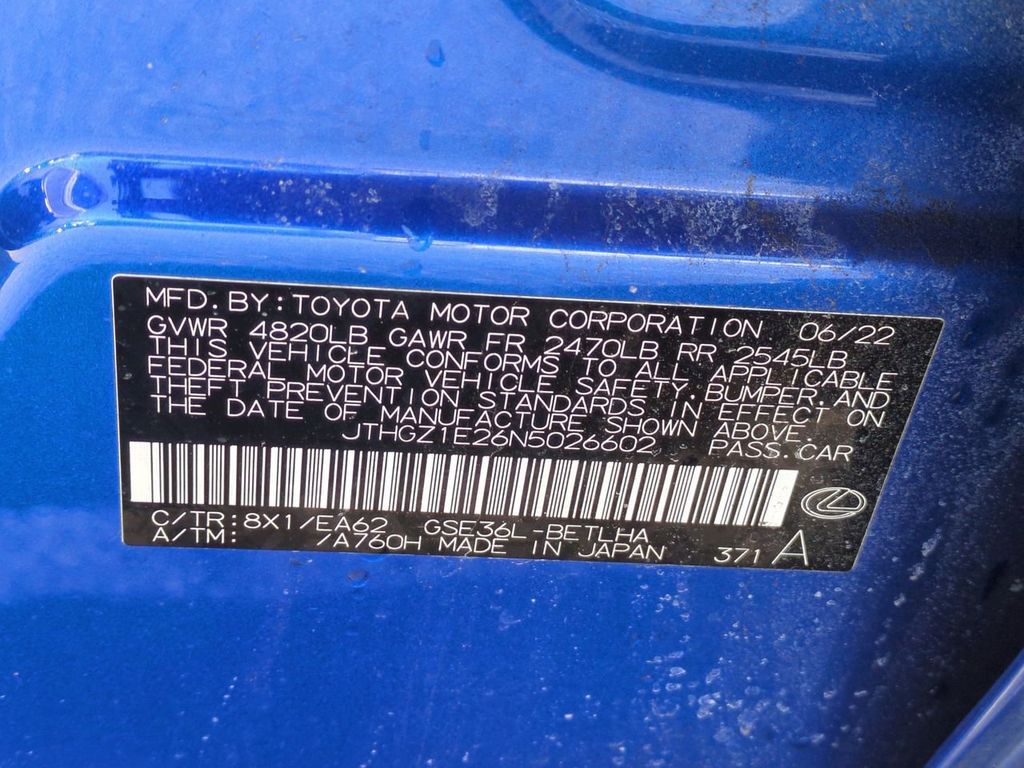 MFD. BY: TOYOTA MOTOR CORPORATION 06/22
GVWR 4820LB GAWR FR 2470LB RR 2545LB
THIS VEHICLE CONFORMS TO ALL APPLICABLE
FEDERAL MOTOR VEHICLE SAFETY, BUMPER, AND
THEFT PREVENTION STANDARDS IN EFFECT ON
THE DATE OF MANUFACTURE SHOWN ABOVE.
JTHGZ1E26N5026602 PASS. CAR
C/TR: 8X1/EA62 GSE36L-BETLHA
A/TM: /A760H MADE IN JAPAN 371 A